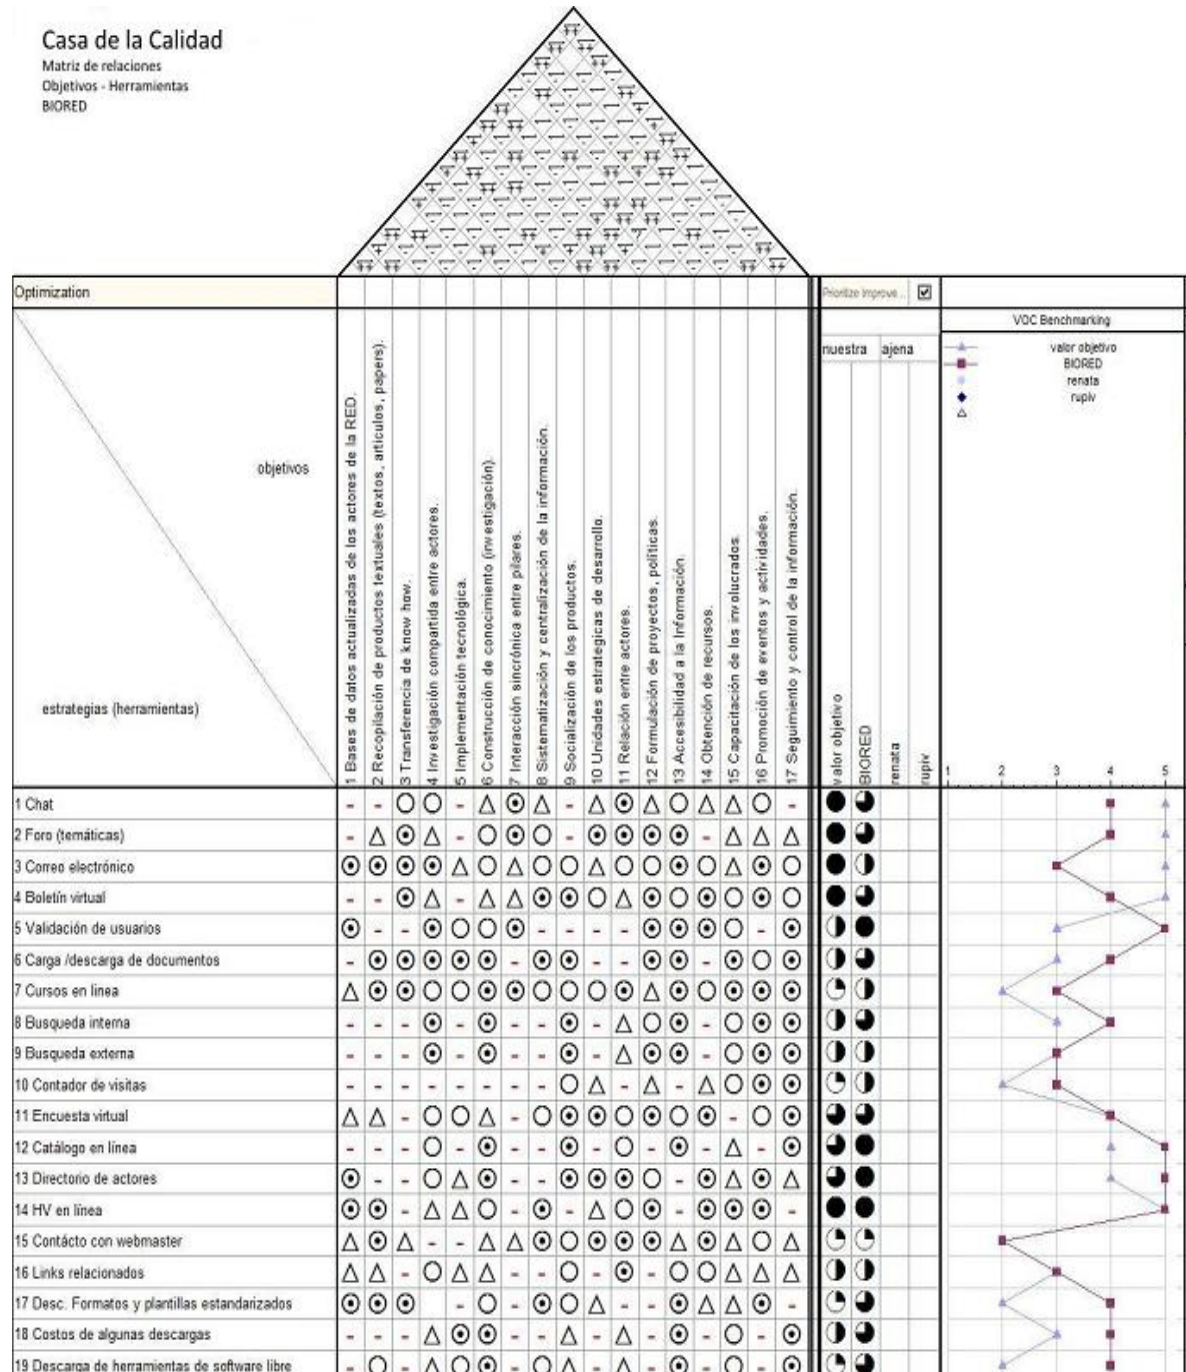 Casa de la Calidad
Matriz de relaciones
Objetivos - Herramientas
BIORED
Optimization
Prioritize Improve...
VOC Benchmarking
nuestra ajena
valor objetivo
BIORED
renata
rupiv
objetivos
estrategias (herramientas)
1 Bases de datos actualizadas de los actores de la RED.
2 Recopilación de productos textuales (textos, artículos, papers).
3 Transferencia de know how.
4 Investigación compartida entre actores.
5 Implementación tecnológica.
6 Construcción de conocimiento (investigación).
7 Interacción sincrónica entre pilares.
8 Sistematización y centralización de la información.
9 Socialización de los productos.
10 Unidades estrategicas de desarrollo.
11 Relación entre actores.
12 Formulación de proyectos, políticas.
13 Accesibilidad a la Información.
14 Obtención de recursos.
15 Capacitación de los involucrados.
16 Promoción de eventos y actividades.
17 Seguimiento y control de la información.
valor objetivo
BIORED
renata
rupiv
1 2 3 4 5
1 Chat
2 Foro (temáticas)
3 Correo electrónico
4 Boletín virtual
5 Validación de usuarios
6 Carga /descarga de documentos
7 Cursos en linea
8 Busqueda interna
9 Busqueda externa
10 Contador de visitas
11 Encuesta virtual
12 Catálogo en línea
13 Directorio de actores
14 HV en línea
15 Contácto con webmaster
16 Links relacionados
17 Desc. Formatos y plantillas estandarizados
18 Costos de algunas descargas
19 Descarga de herramientas de software libre